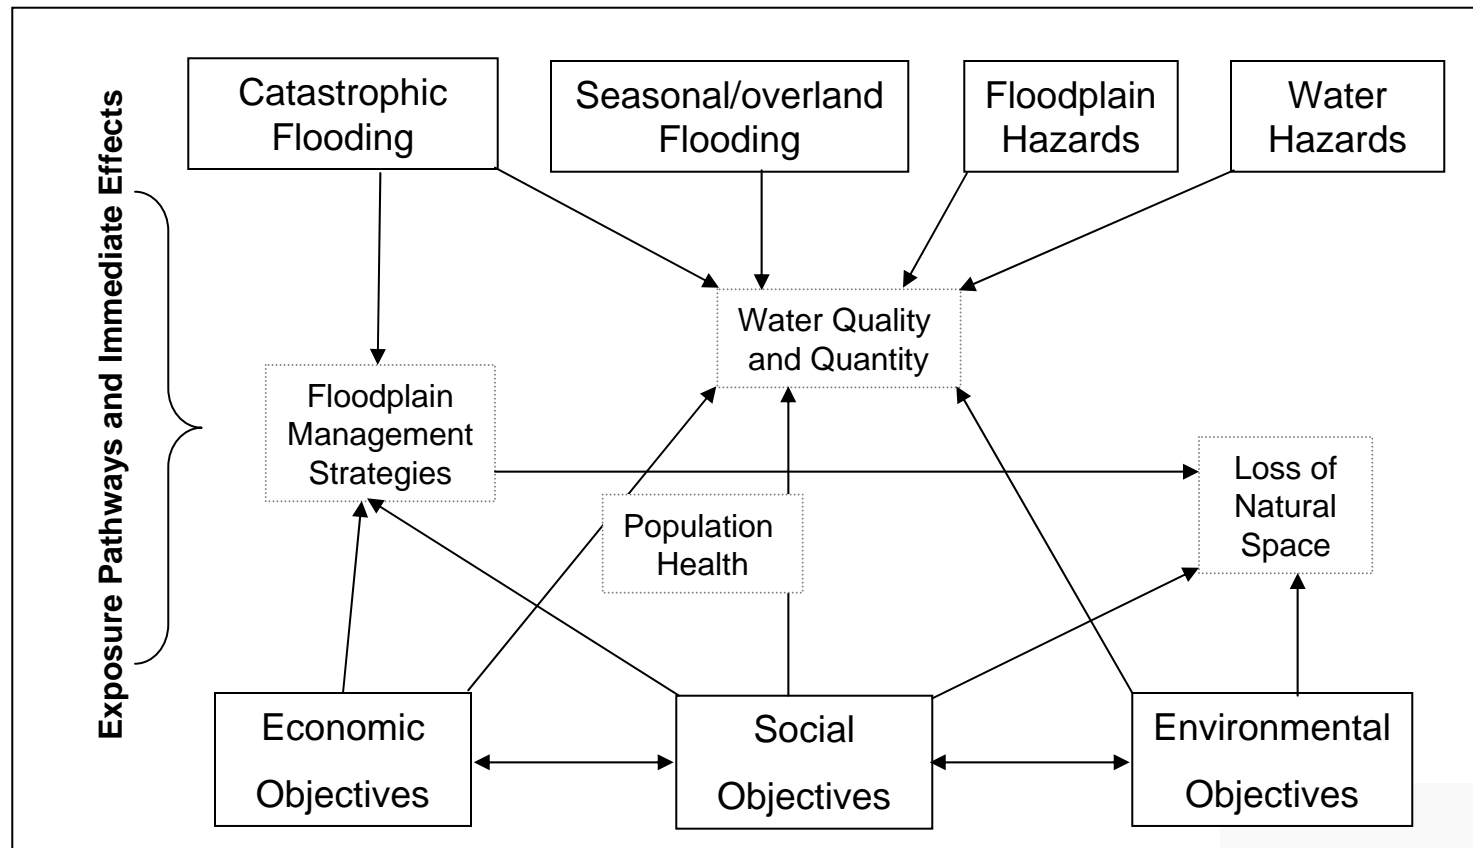 Exposure Pathways and Immediate Effects
Catastrophic
Flooding
Seasonal/overland
Flooding
Floodplain
Hazards
Water
Hazards
Water Quality
and Quantity
Floodplain
Management
Strategies
Loss of
Natural
Space
Population
Health
Economic
Objectives
Social
Objectives
Environmental
Objectives